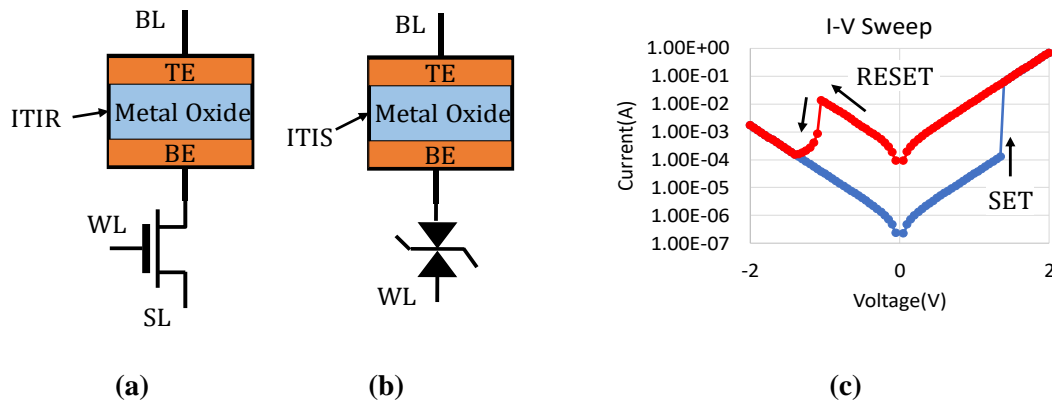 BL
TE
Metal Oxide
BE
ITIR
WL
SL
(a)
BL
TE
Metal Oxide
BE
ITIS
WL
(b)
I-V Sweep
Current(A)
1.00E+00
1.00E-01
1.00E-02
1.00E-03
1.00E-04
1.00E-05
1.00E-06
1.00E-07
RESET
SET
-2
0
2
Voltage(V)
(c)